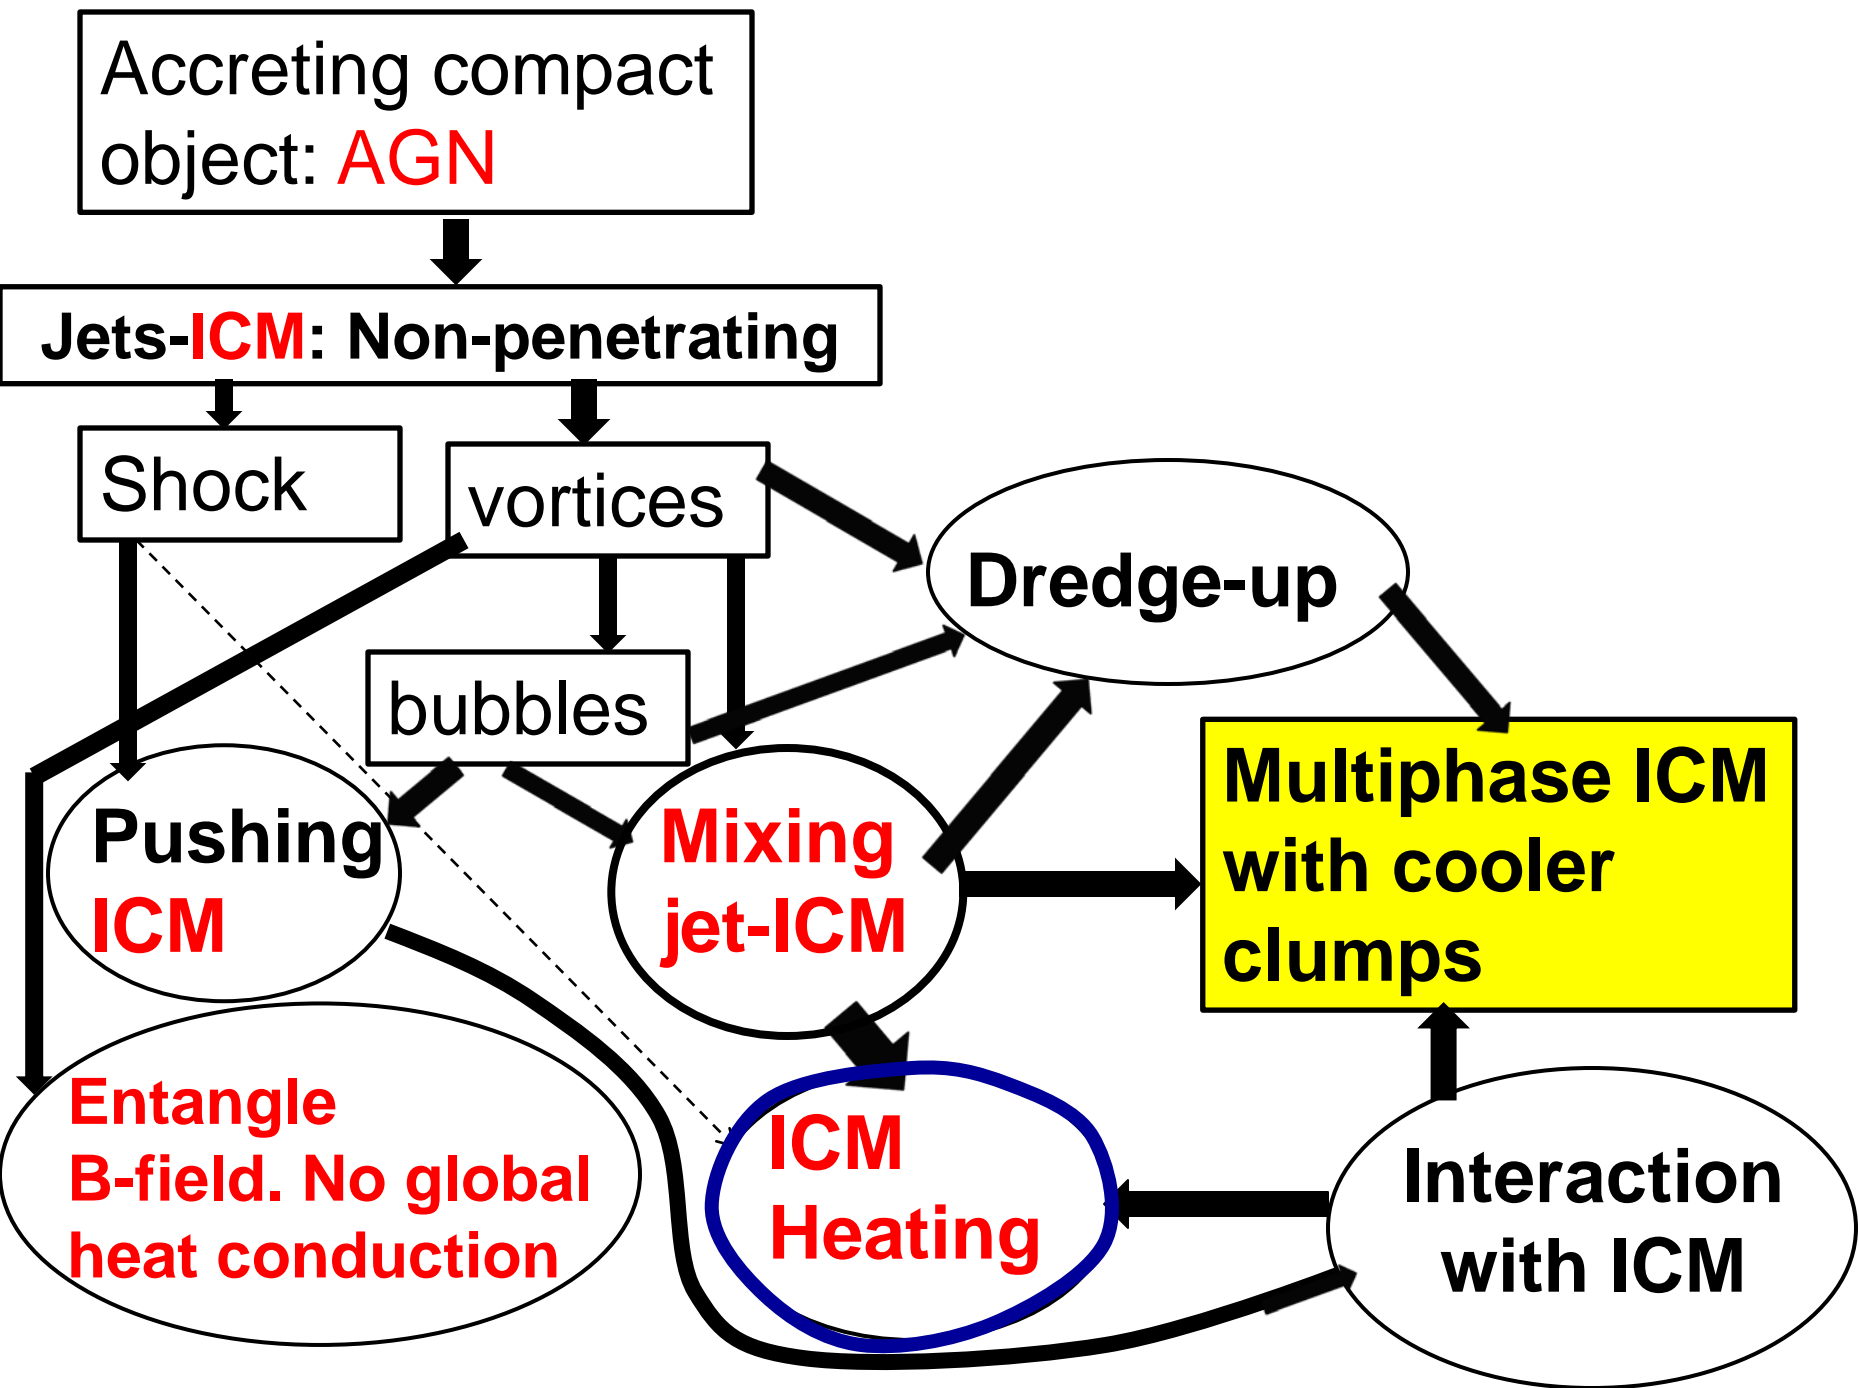 Accreting compact
object: AGN
Jets-ICM: Non-penetrating
Shock
vortices
Dredge-up
bubbles
Pushing
ICM
Mixing
jet-ICM
Multiphase ICM
with cooler
clumps
Entangle
B-field. No global
heat conduction
ICM
Heating
Interaction
with ICM